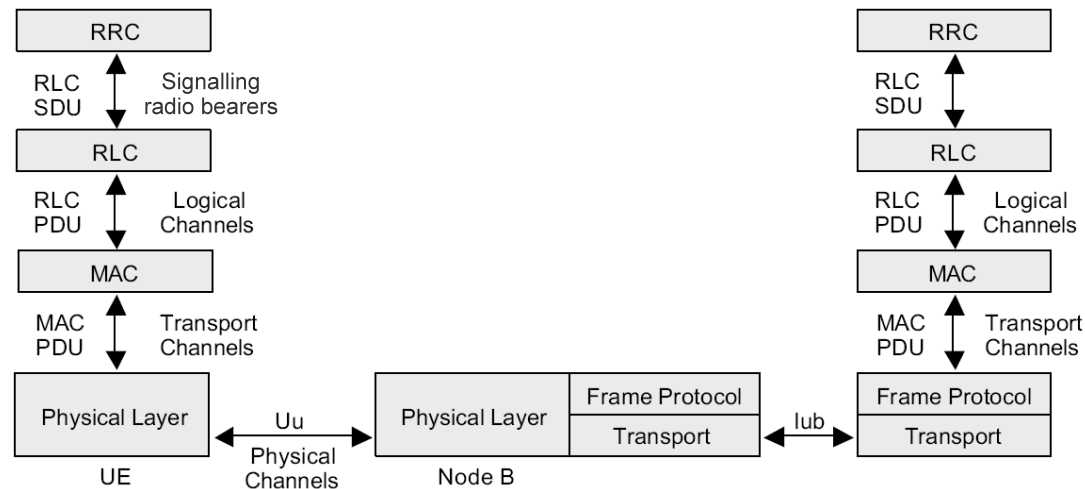 RRC
RRC
RLC
SDU
Signalling
radio bearers
RLC
SDU
RLC
RLC
RLC
PDU
Logical
Channels
RLC
PDU
Logical
Channels
MAC
MAC
MAC
PDU
Transport
Channels
MAC
PDU
Transport
Channels
Physical Layer
Uu
Physical
Channels
Physical Layer
Frame Protocol
Transport
Iub
Frame Protocol
Transport
UE
Node B